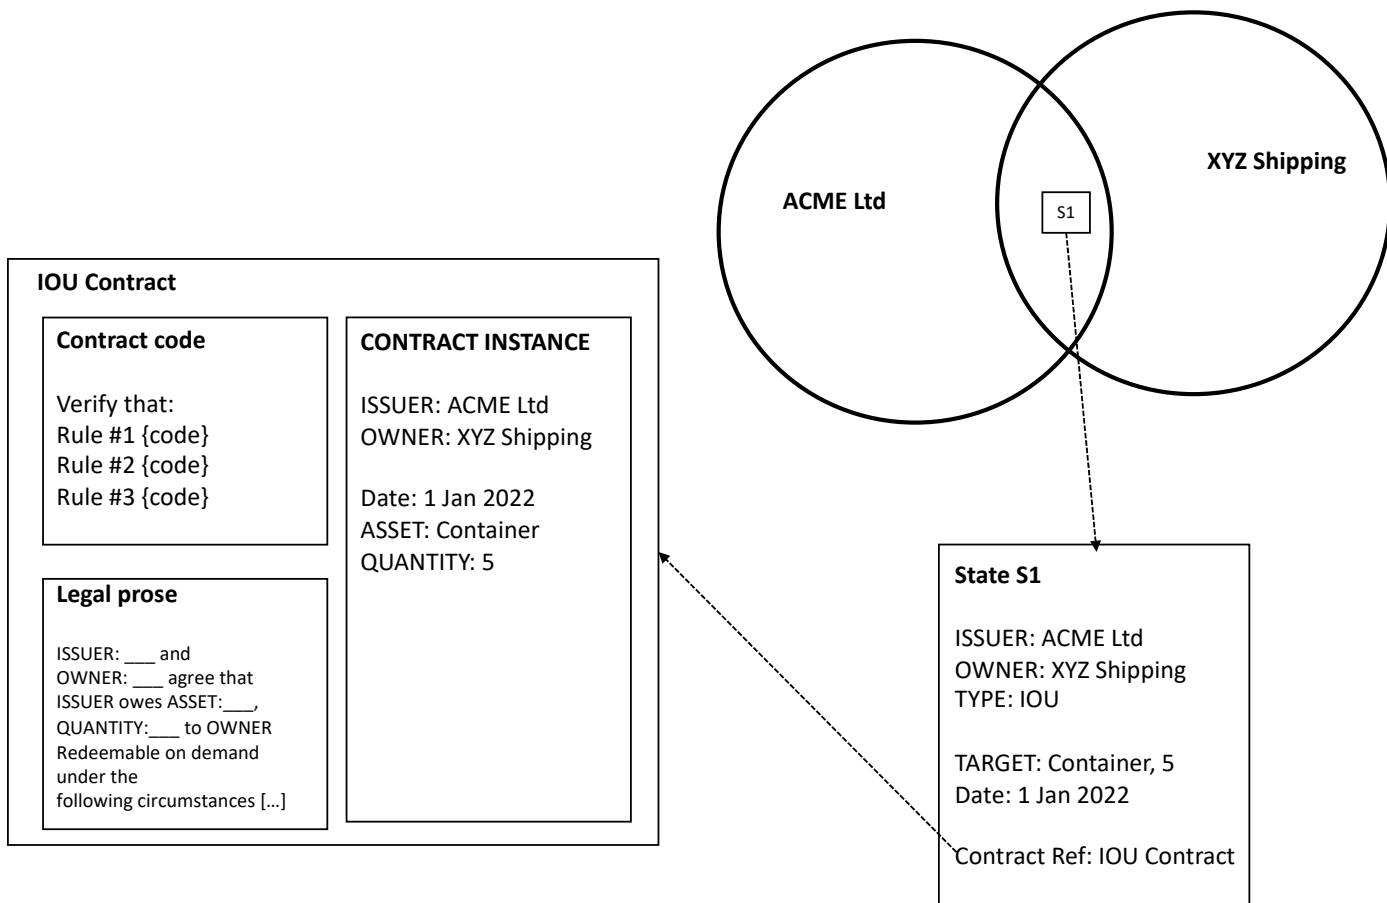 ACME Ltd
XYZ Shipping
S1
IOU Contract
Contract code
Verify that:
Rule #1 {code}
Rule #2 {code}
Rule #3 {code}
Legal prose
ISSUER: ___ and
OWNER: ___ agree that
ISSUER owes ASSET:___,
QUANTITY:___ to OWNER
Redeemable on demand
under the
following circumstances […]
CONTRACT INSTANCE
ISSUER: ACME Ltd
OWNER: XYZ Shipping
Date: 1 Jan 2022
ASSET: Container
QUANTITY: 5
State S1
ISSUER: ACME Ltd
OWNER: XYZ Shipping
TYPE: IOU
TARGET: Container, 5
Date: 1 Jan 2022
Contract Ref: IOU Contract